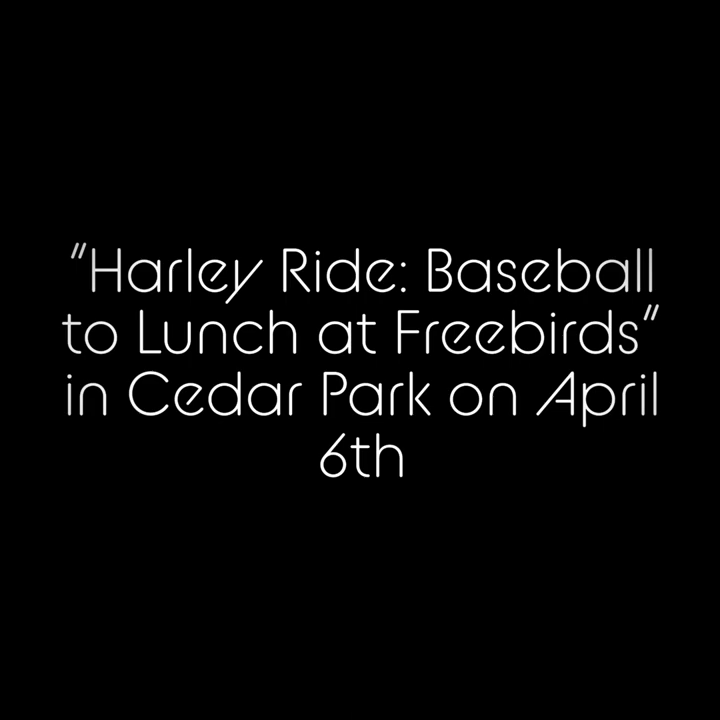 "Harley Ride: Baseball
to Lunch at Freebirds"
in Cedar Park on April
6th